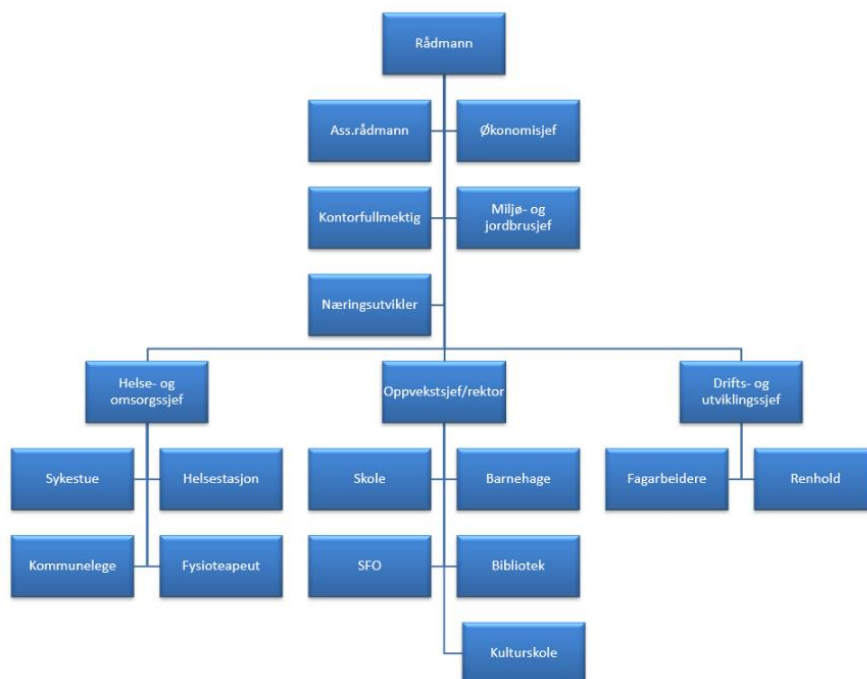 Rådmann
Ass.rådmann
Økonomisjef
Kontorfullmektig
Miljø- og
jordbrusjef
Næringsutvikler
Helse- og
omsorgssjef
Oppvekstsjef/rektor
Drifts- og
utviklingssjef
Sykestue
Helsestasjon
Skole
Barnehage
Fagarbeidere
Renhold
Kommunelege
Fysioteapeut
SFO
Bibliotek
Kulturskole